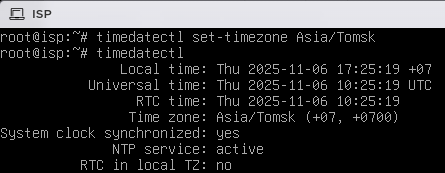 ISP
root@isp:~# timedatectl set-timezone Asia/Tomsk
root@isp:~# timedatectl
Local time: Thu 2025-11-06 17:25:19 +07
Universal time: Thu 2025-11-06 10:25:19 UTC
RTC time: Thu 2025-11-06 10:25:19
Time zone: Asia/Tomsk (+07, +0700)
System clock synchronized: yes
NTP service: active
RTC in local TZ: no